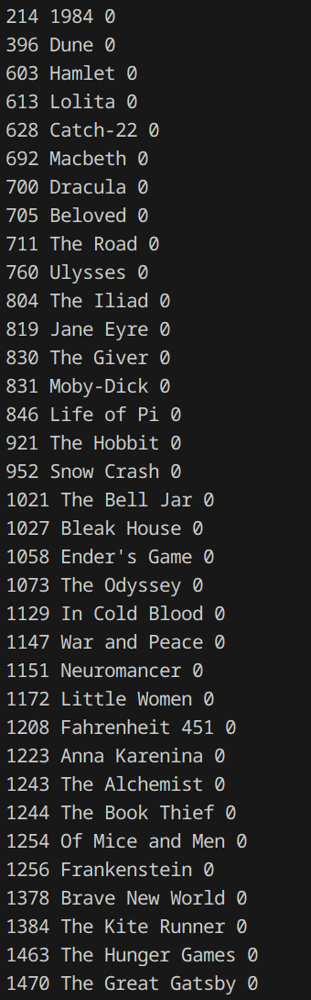 214 1984 0
396 Dune 0
603 Hamlet 0
613 Lolita 0
628 Catch-22 0
692 Macbeth 0
700 Dracula 0
705 Beloved 0
711 The Road 0
760 Ulysses 0
804 The Iliad 0
819 Jane Eyre 0
830 The Giver 0
831 Moby-Dick 0
846 Life of Pi 0
921 The Hobbit 0
952 Snow Crash 0
1021 The Bell Jar 0
1027 Bleak House 0
1058 Ender's Game 0
1073 The Odyssey 0
1129 In Cold Blood 0
1147 War and Peace 0
1151 Neuromancer 0
1172 Little Women 0
1208 Fahrenheit 451 0
1223 Anna Karenina 0
1243 The Alchemist 0
1244 The Book Thief 0
1254 Of Mice and Men 0
1256 Frankenstein 0
1378 Brave New World 0
1384 The Kite Runner 0
1463 The Hunger Games 0
1470 The Great Gatsby 0